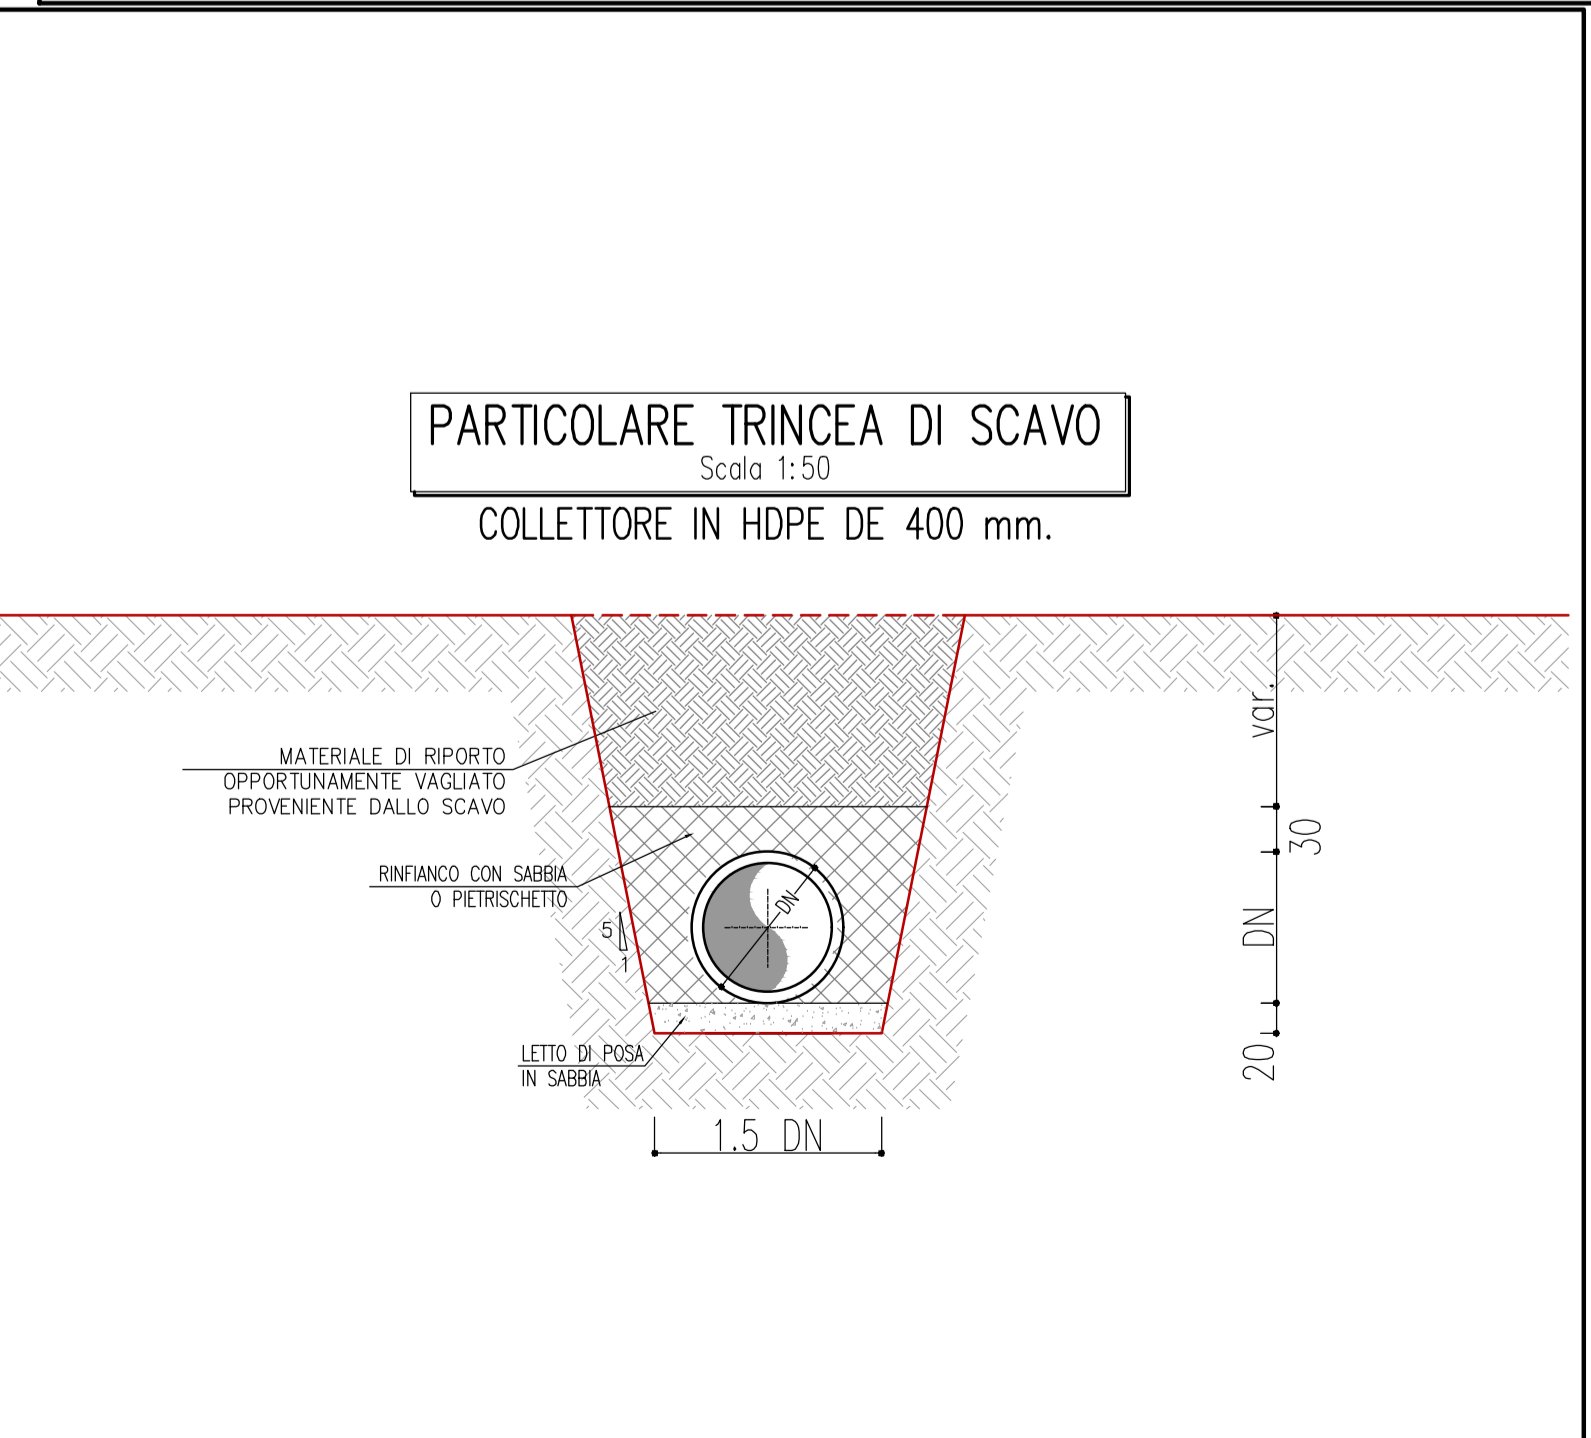 PARTICOLARE TRINCEA DI SCAVO
Scala 1:50
COLLETTORE IN HDPE DE 400 mm.
MATERIALE DI RIPORTO
OPPORTUNAMENTE VAGLIATO
PROVENIENTE DALLO SCAVO
RINFIANCO CON SABBIA
O PIETRISCHETTO
5
1
DN
LETTO DI POSA
IN SABBIA
1.5 DN
var.
30
DN
20